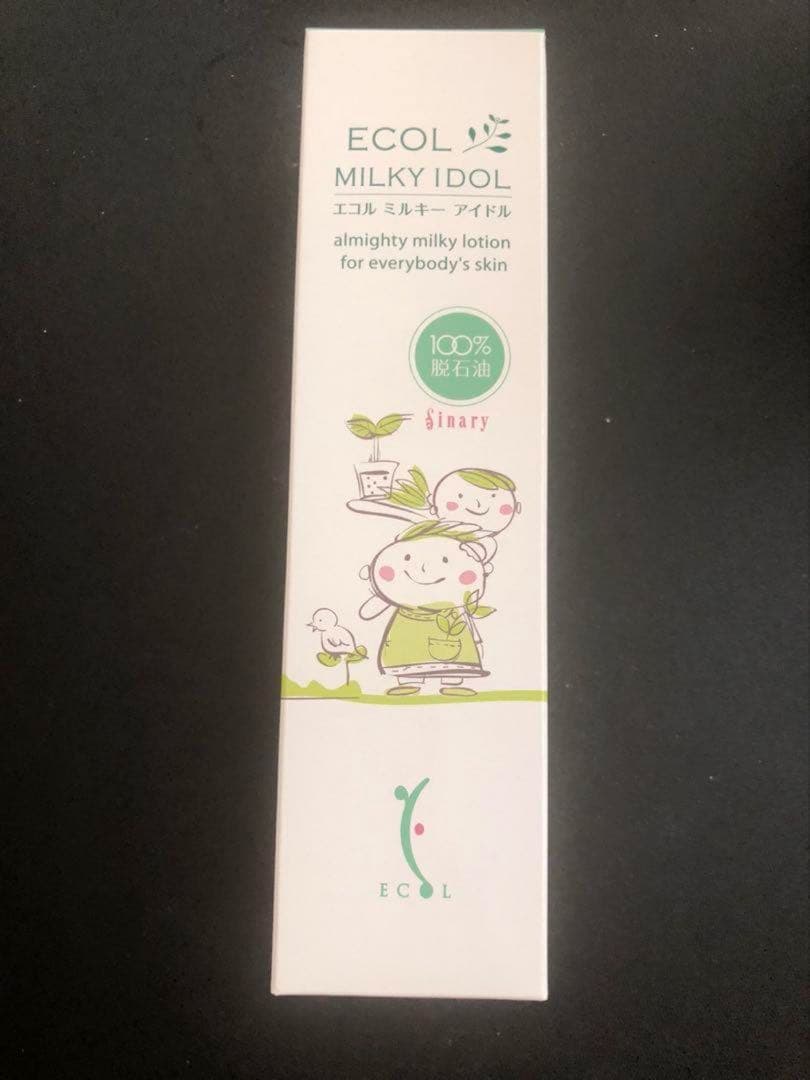 ECOL
MILKY IDOL
エコル ミルキー アイドル
almighty milky lotion
for everybody's skin
100%
脱石油
Sinary
ECOL